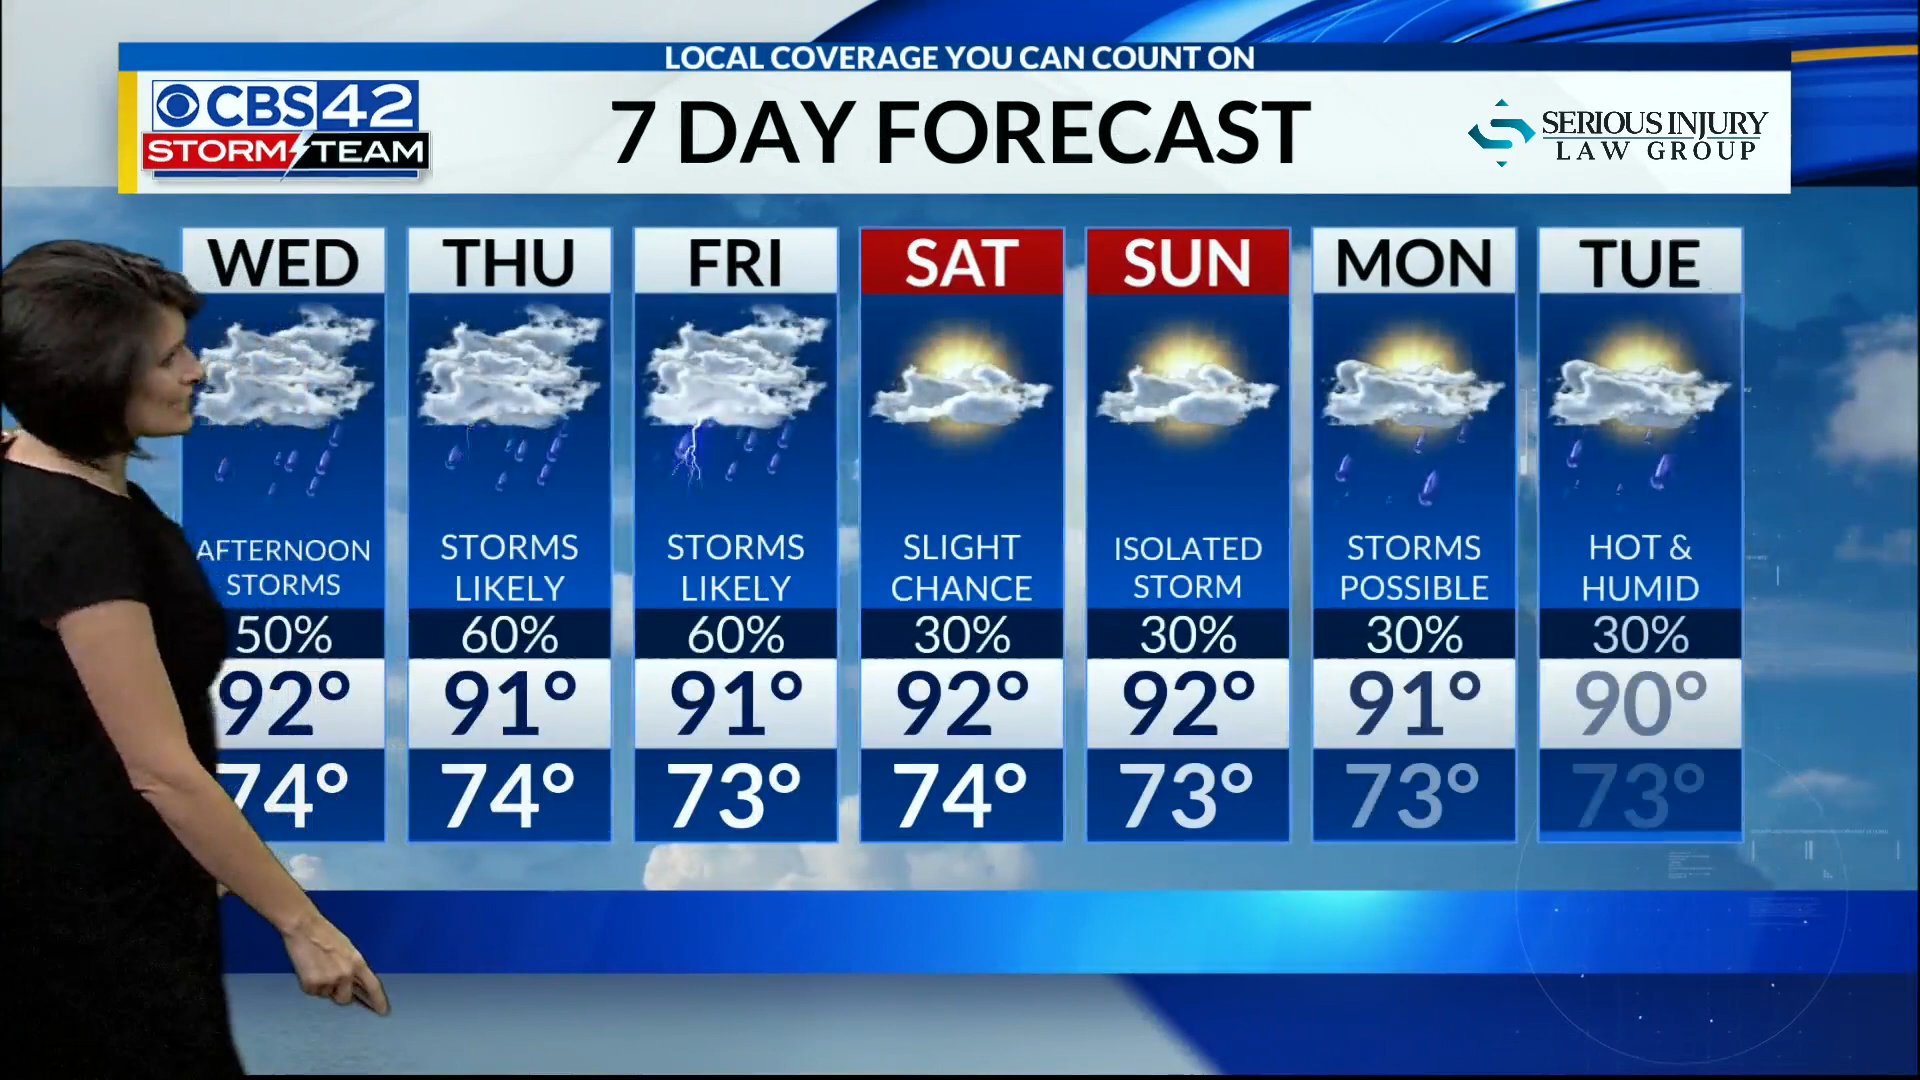 LOCAL COVERAGE YOU CAN COUNT ON
CBS 42
STORM TEAM
7 DAY FORECAST
SERIOUS INJURY
LAW GROUP
WED THU FRI SAT SUN MON TUE
AFTERNOON STORMS STORMS SLIGHT ISOLATED STORMS HOT &
STORMS LIKELY LIKELY CHANCE STORM POSSIBLE HUMID
50% 60% 60% 30% 30% 30% 30%
92° 91° 91° 92° 92° 91° 90°
74° 74° 73° 74° 73° 73° 73°